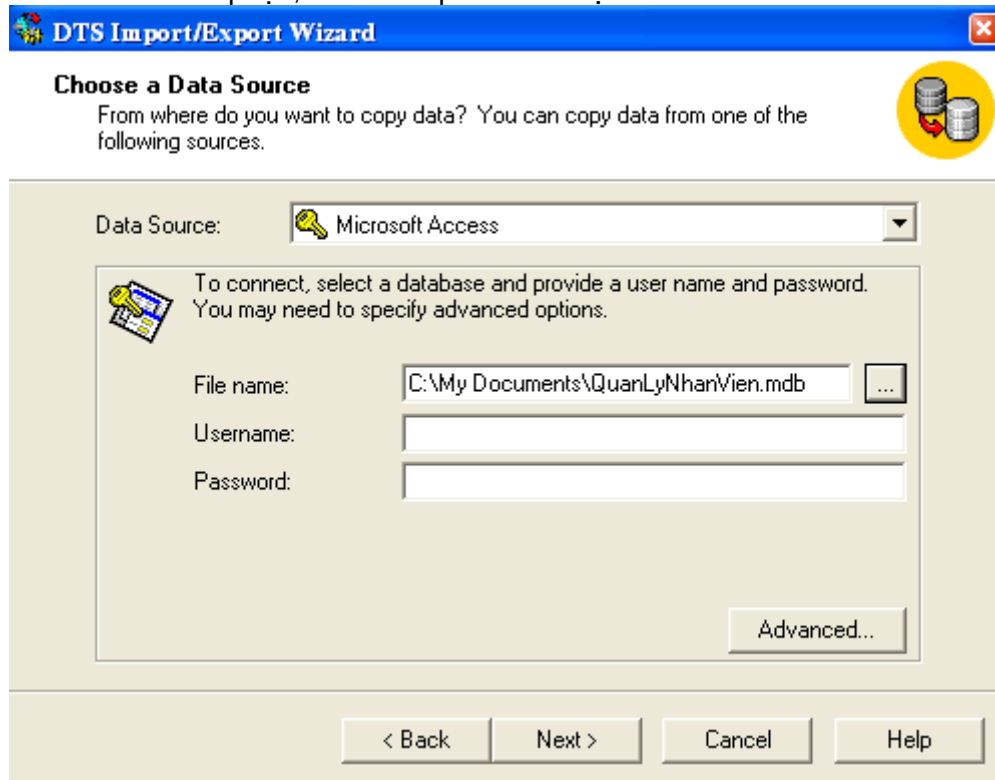 DTS Import/Export Wizard
Choose a Data Source
From where do you want to copy data? You can copy data from one of the
following sources.
Data Source: Microsoft Access
To connect, select a database and provide a user name and password.
You may need to specify advanced options.
File name: C:\My Documents\QuanLyNhanVien.mdb ...
Username:
Password:
Advanced...
< Back Next > Cancel Help